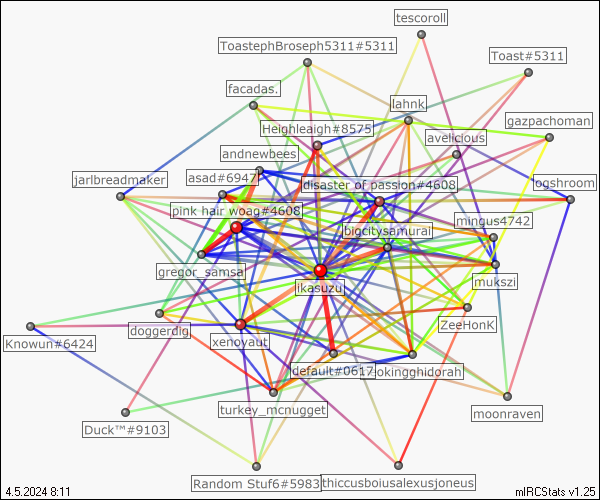 tescoroll
ToastephBroseph5311#5311
Toast#5311
facadas.
lahnk
gazpachoman
Heighleaigh#8575
avelicious
andnewbees
asad#6947
jarlbreadmaker
disaster of passion#4608
logshroom
pink hair woag#4608
mingus4742
bigcitysamurai
gregor_samsa
mukszi
ikasuzu
ZeeHonK
doggerdig
xenoyaut
Knowun#6424
default#0617
jokingghidorah
turkey_mcnugget
moonraven
Duck™#9103
Random Stuf6#5983
thiccusboiusalexusjoneus
4.5.2024 8:11
mIRCStats v1.25